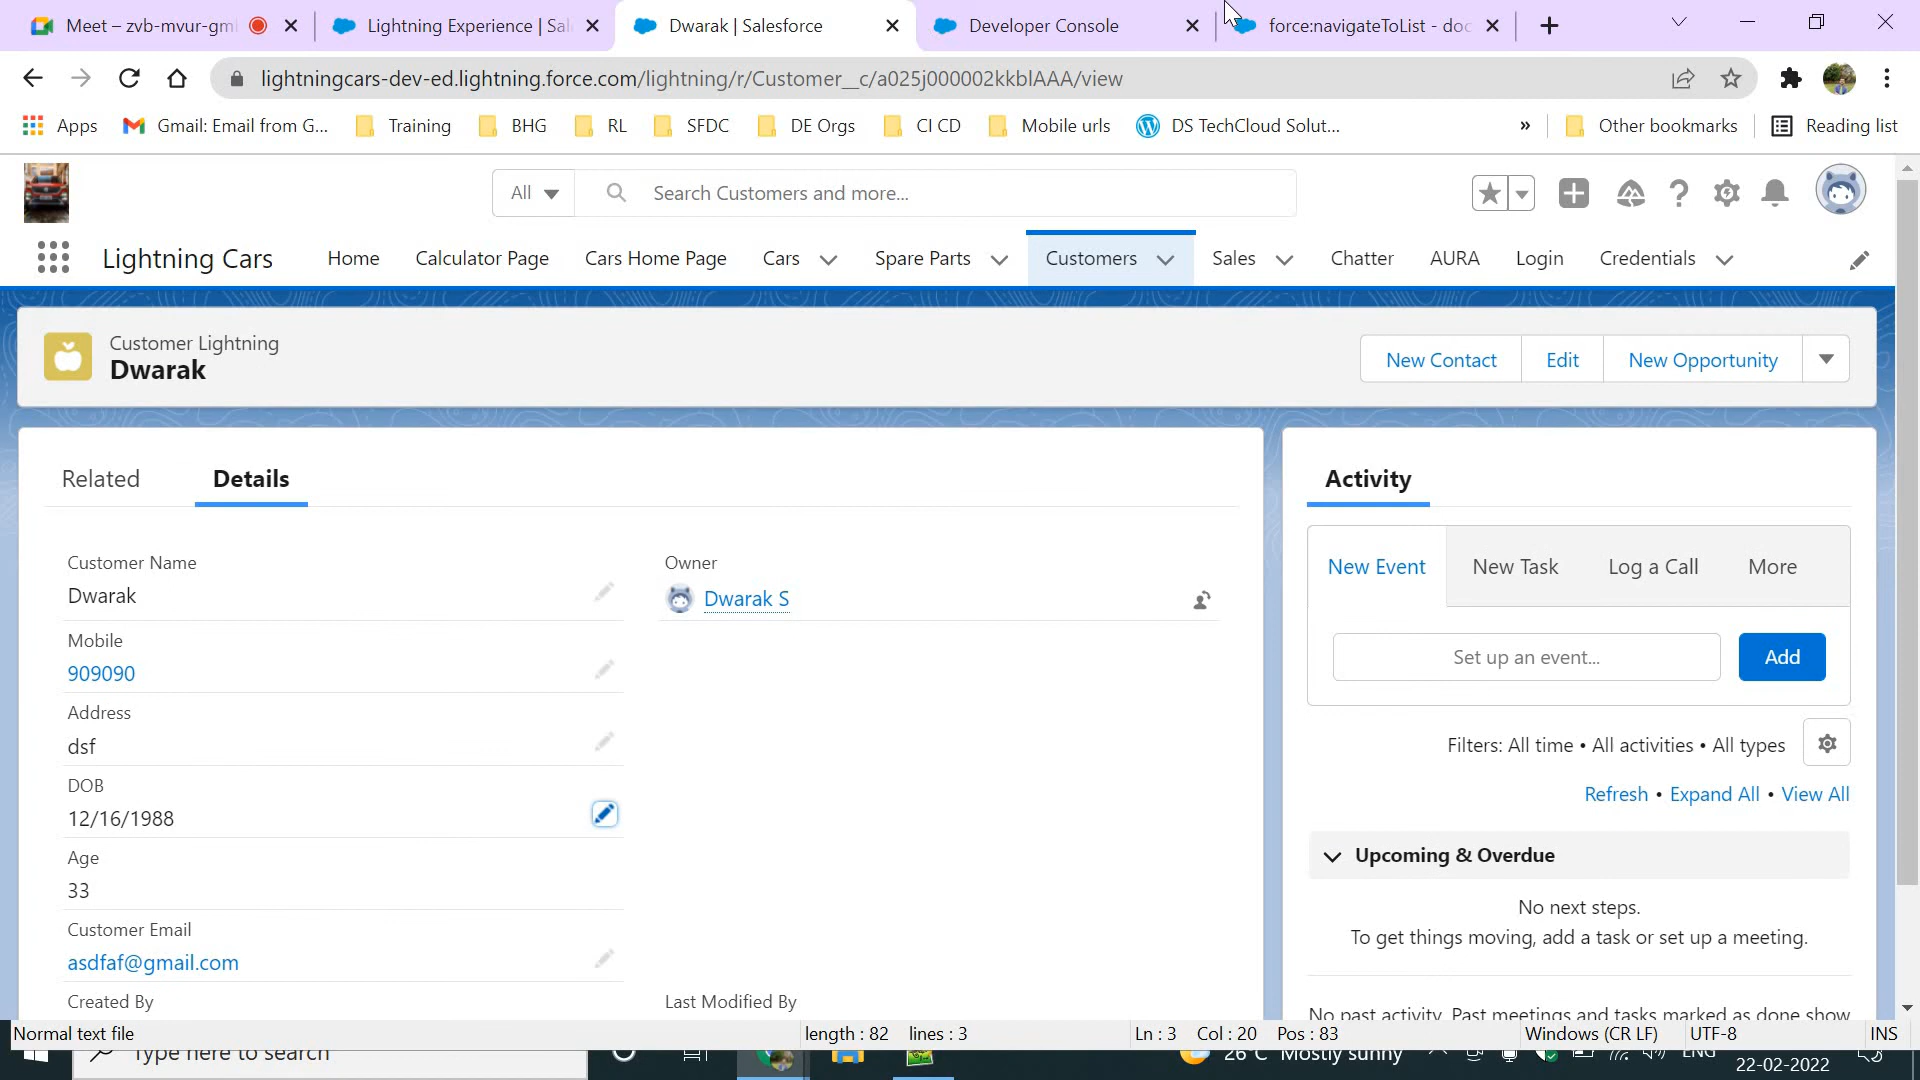 Meet – zvb-mvur-gml
Lightning Experience | Sal
Dwarak | Salesforce
Developer Console
force:navigateToList - doc
lightningcars-dev-ed.lightning.force.com/lightning/r/Customer__c/a025j000002kkblAAA/view
Apps
Gmail: Email from G...
Training
BHG
RL
SFDC
DE Orgs
CI CD
Mobile urls
DS TechCloud Solut...
»
Other bookmarks
Reading list
All
Search Customers and more...
Lightning Cars
Home
Calculator Page
Cars Home Page
Cars
Spare Parts
Customers
Sales
Chatter
AURA
Login
Credentials
Customer Lightning
Dwarak
New Contact
Edit
New Opportunity
Related
Details
Activity
Customer Name
Dwarak
Owner
Dwarak S
Mobile
909090
Address
dsf
DOB
12/16/1988
Age
33
Customer Email
asdfaf@gmail.com
Created By
Last Modified By
New Event
New Task
Log a Call
More
Set up an event...
Add
Filters: All time • All activities • All types
Refresh • Expand All • View All
Upcoming & Overdue
No next steps.
To get things moving, add a task or set up a meeting.
No past activity. Past meetings and tasks marked as done show
Normal text file
length : 82 lines : 3
Ln : 3 Col : 20 Pos : 83
Windows (CR LF)
UTF-8
INS
Type here to search
26°C Mostly sunny
ENG
22-02-2022